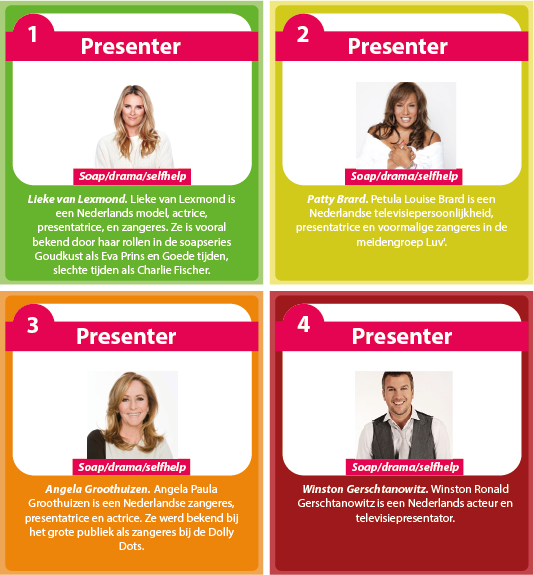 1
Presenter
Soap/drama/selfhelp
Lieke van Lexmond. Lieke van Lexmond is
een Nederlands model, actrice,
presentatrice, en zangeres. Ze is vooral
bekend door haar rollen in de soapseries
Goudkust als Eva Prins en Goede tijden,
slechte tijden als Charlie Fischer.
2
Presenter
Soap/drama/selfhelp
Patty Brard. Petula Louise Brard is een
Nederlandse televisiepersoonlijkheid,
presentatrice en voormalige zangeres in de
meidengroep Luv'.
3
Presenter
Soap/drama/selfhelp
Angela Groothuizen. Angela Paula
Groothuizen is een Nederlandse zangeres,
presentatrice en actrice. Ze werd bekend bij
het grote publiek als zangeres bij de Dolly
Dots.
4
Presenter
Soap/drama/selfhelp
Winston Gerschtanowitz. Winston Ronald
Gerschtanowitz is een Nederlands acteur en
televisiepresentator.